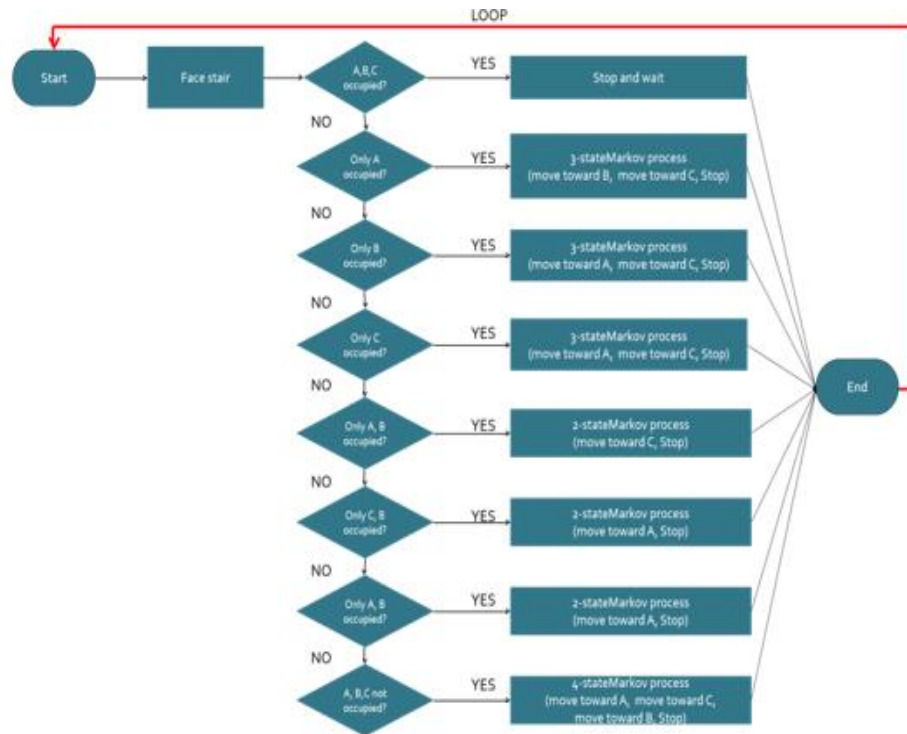 LOOP
Start
Face stair
A,B,C
occupied?
YES
Stop and wait
NO
Only A
occupied?
YES
3-stateMarkov process
(move toward B, move toward C, Stop)
NO
Only B
occupied?
YES
3-stateMarkov process
(move toward A, move toward C, Stop)
NO
Only C
occupied?
YES
3-stateMarkov process
(move toward A, move toward C, Stop)
End
NO
Only A, B
occupied?
YES
2-stateMarkov process
(move toward C, Stop)
NO
Only C, B
occupied?
YES
2-stateMarkov process
(move toward A, Stop)
NO
Only A, B
occupied?
YES
2-stateMarkov process
(move toward A, Stop)
NO
A, B,C not
occupied?
YES
4-stateMarkov process
(move toward A, move toward C,
move toward B, Stop)